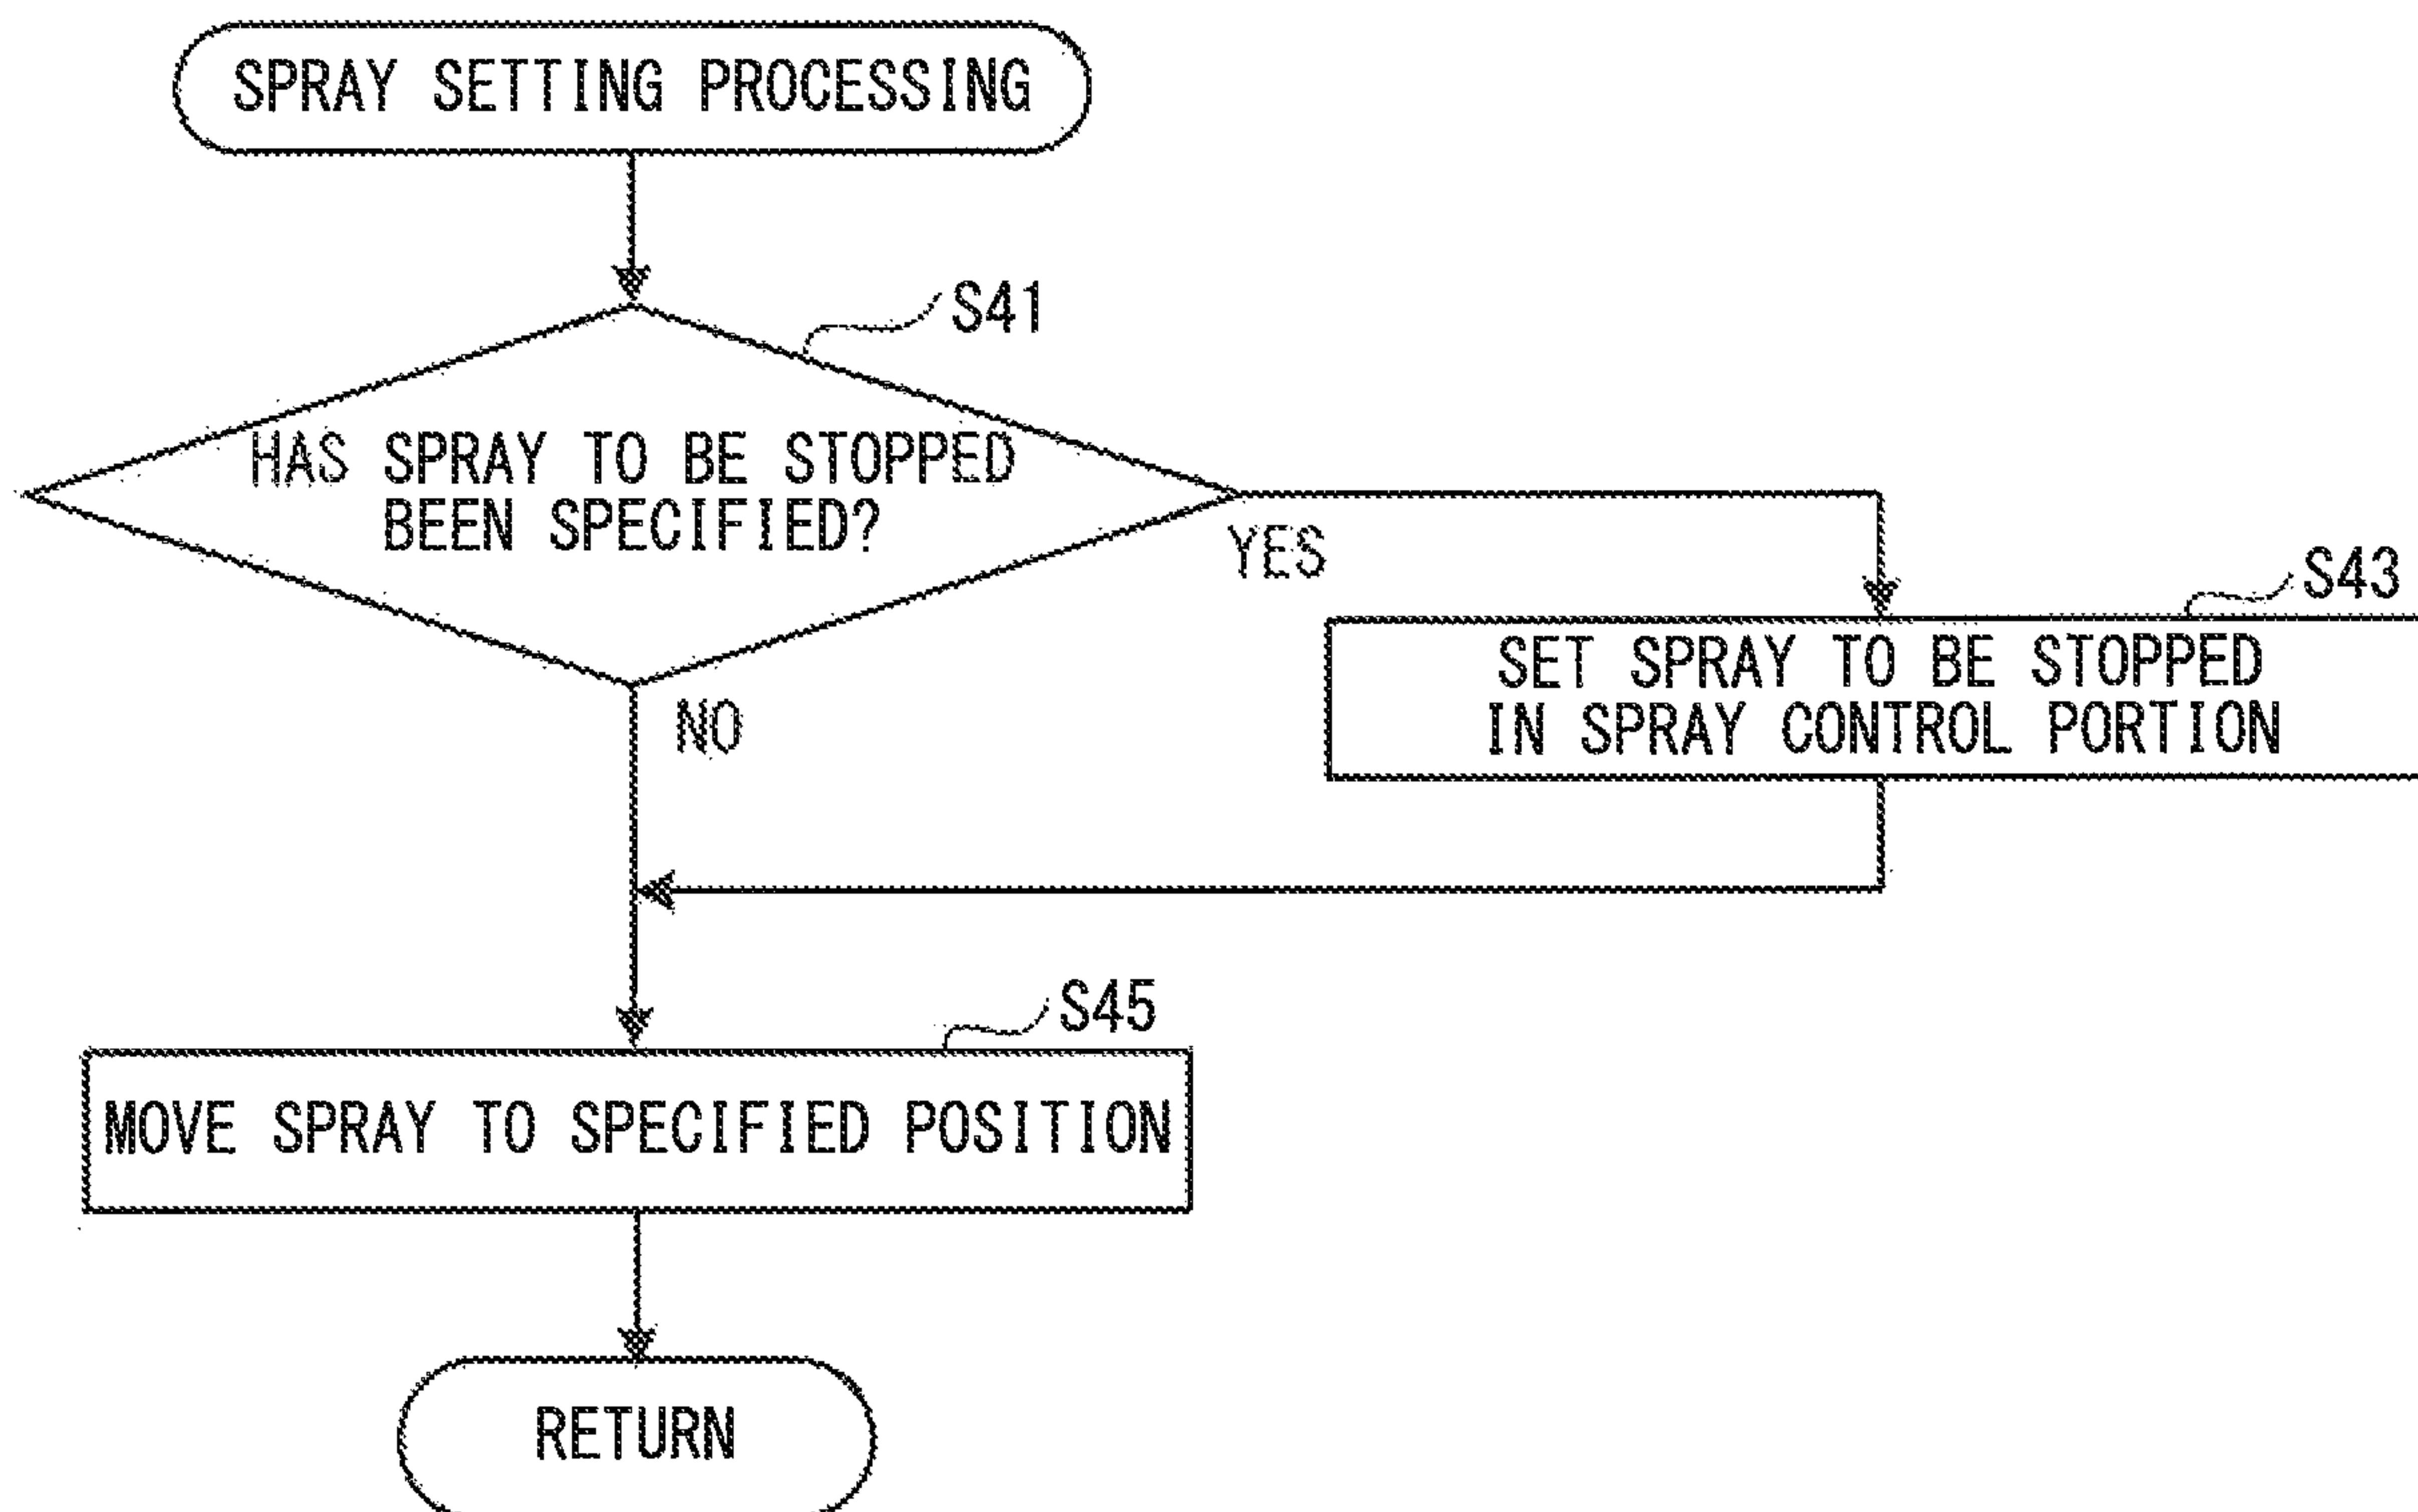 SPRAY SETTING PROCESSING
S41
HAS SPRAY TO BE STOPPED
BEEN SPECIFIED?
YES
S43
SET SPRAY TO BE STOPPED
IN SPRAY CONTROL PORTION
NO
S45
MOVE SPRAY TO SPECIFIED POSITION
RETURN